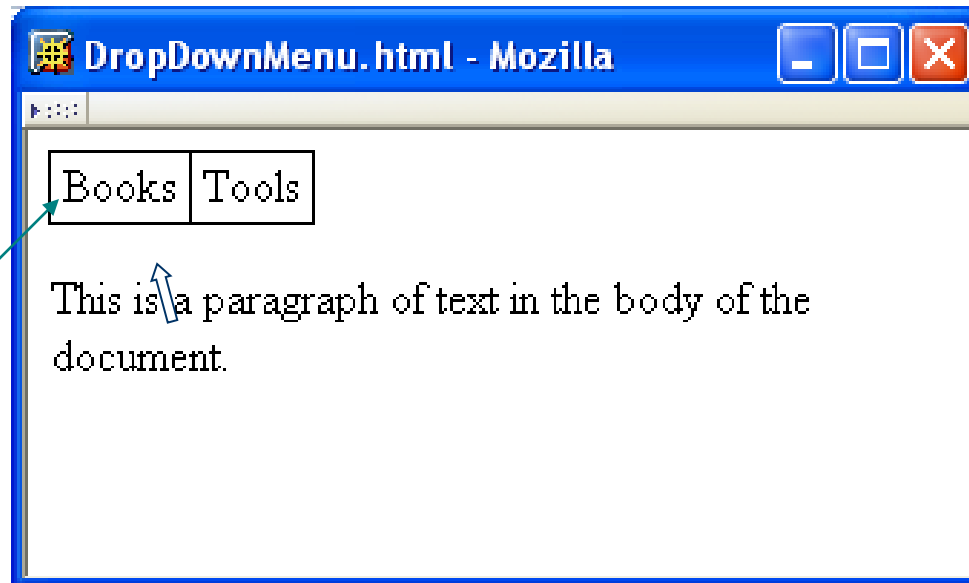 DropDownMenu.html - Mozilla
Books Tools
This is a paragraph of text in the body of the
document.